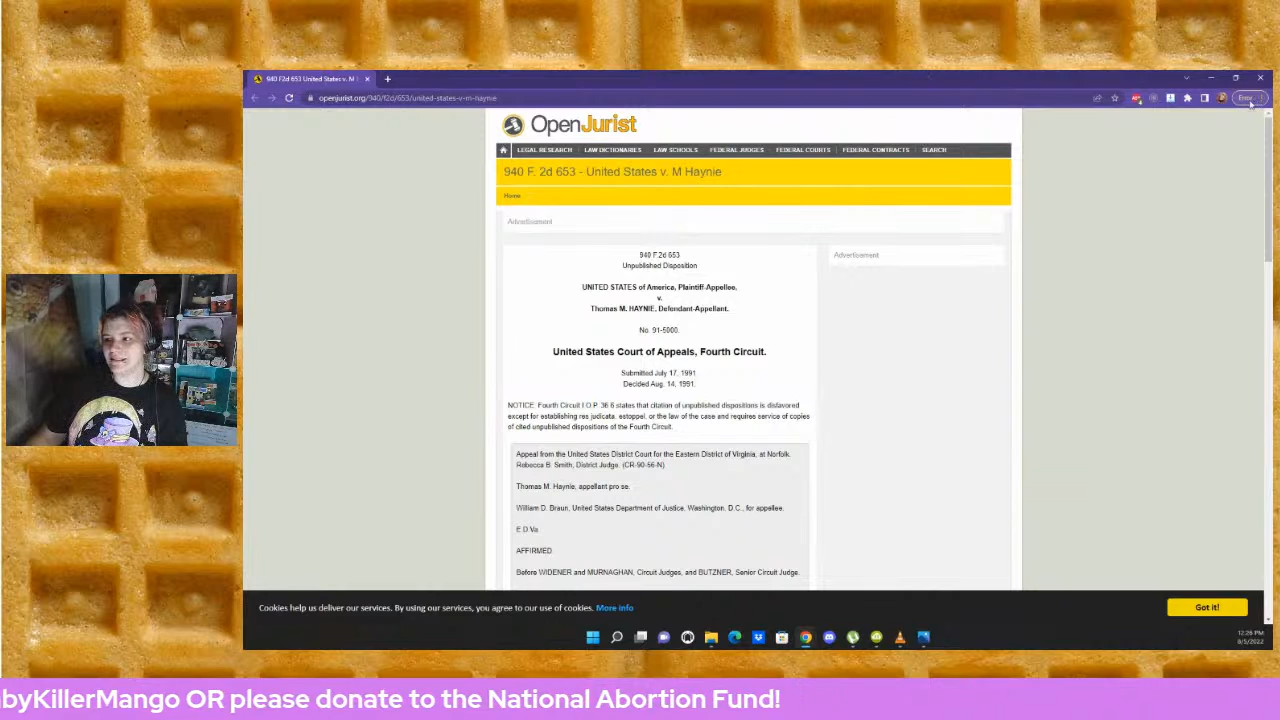 940 F2d 653 United States v. M
openjurist.org/940/f2d/653/united-states-v-m-haynie
Error
OpenJurist
LEGAL RESEARCH LAW DICTIONARIES LAW SCHOOLS FEDERAL JUDGES FEDERAL COURTS FEDERAL CONTRACTS SEARCH
940 F. 2d 653 - United States v. M Haynie
Home
Advertisement
Advertisement
940 F.2d 653
Unpublished Disposition
UNITED STATES of America, Plaintiff-Appellee,
v.
Thomas M. HAYNIE, Defendant-Appellant.
No. 91-5000.
United States Court of Appeals, Fourth Circuit.
Submitted July 17, 1991.
Decided Aug. 14, 1991.
NOTICE: Fourth Circuit I.O.P. 36.6 states that citation of unpublished dispositions is disfavored
except for establishing res judicata, estoppel, or the law of the case and requires service of copies
of cited unpublished dispositions of the Fourth Circuit.
Appeal from the United States District Court for the Eastern District of Virginia, at Norfolk.
Rebecca B. Smith, District Judge. (CR-90-56-N)
Thomas M. Haynie, appellant pro se.
William D. Braun, United States Department of Justice, Washington, D.C., for appellee.
E.D.Va.
AFFIRMED.
Before WIDENER and MURNAGHAN, Circuit Judges, and BUTZNER, Senior Circuit Judge.
Cookies help us deliver our services. By using our services, you agree to our use of cookies. More info
Got it!
12:26 PM
8/5/2022
abyKillerMango OR please donate to the National Abortion Fund!